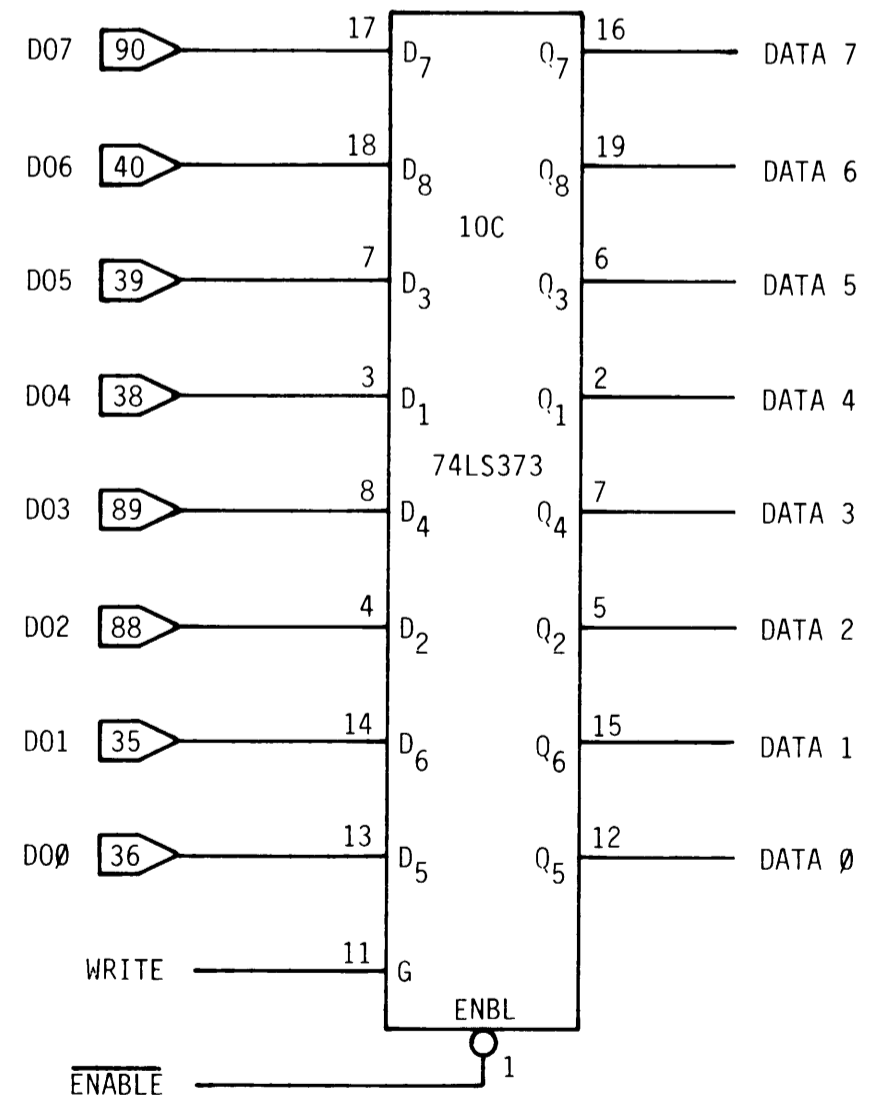 DO7 90 17 D7 Q7 16 DATA 7
DO6 40 18 D8 Q8 19 DATA 6
10C
DO5 39 7 D3 Q3 6 DATA 5
DO4 38 3 D1 Q1 2 DATA 4
74LS373
DO3 89 8 D4 Q4 7 DATA 3
DO2 88 4 D2 Q2 5 DATA 2
DO1 35 14 D6 Q6 15 DATA 1
DOØ 36 13 D5 Q5 12 DATA Ø
WRITE 11 G
ENBL
ENABLE 1